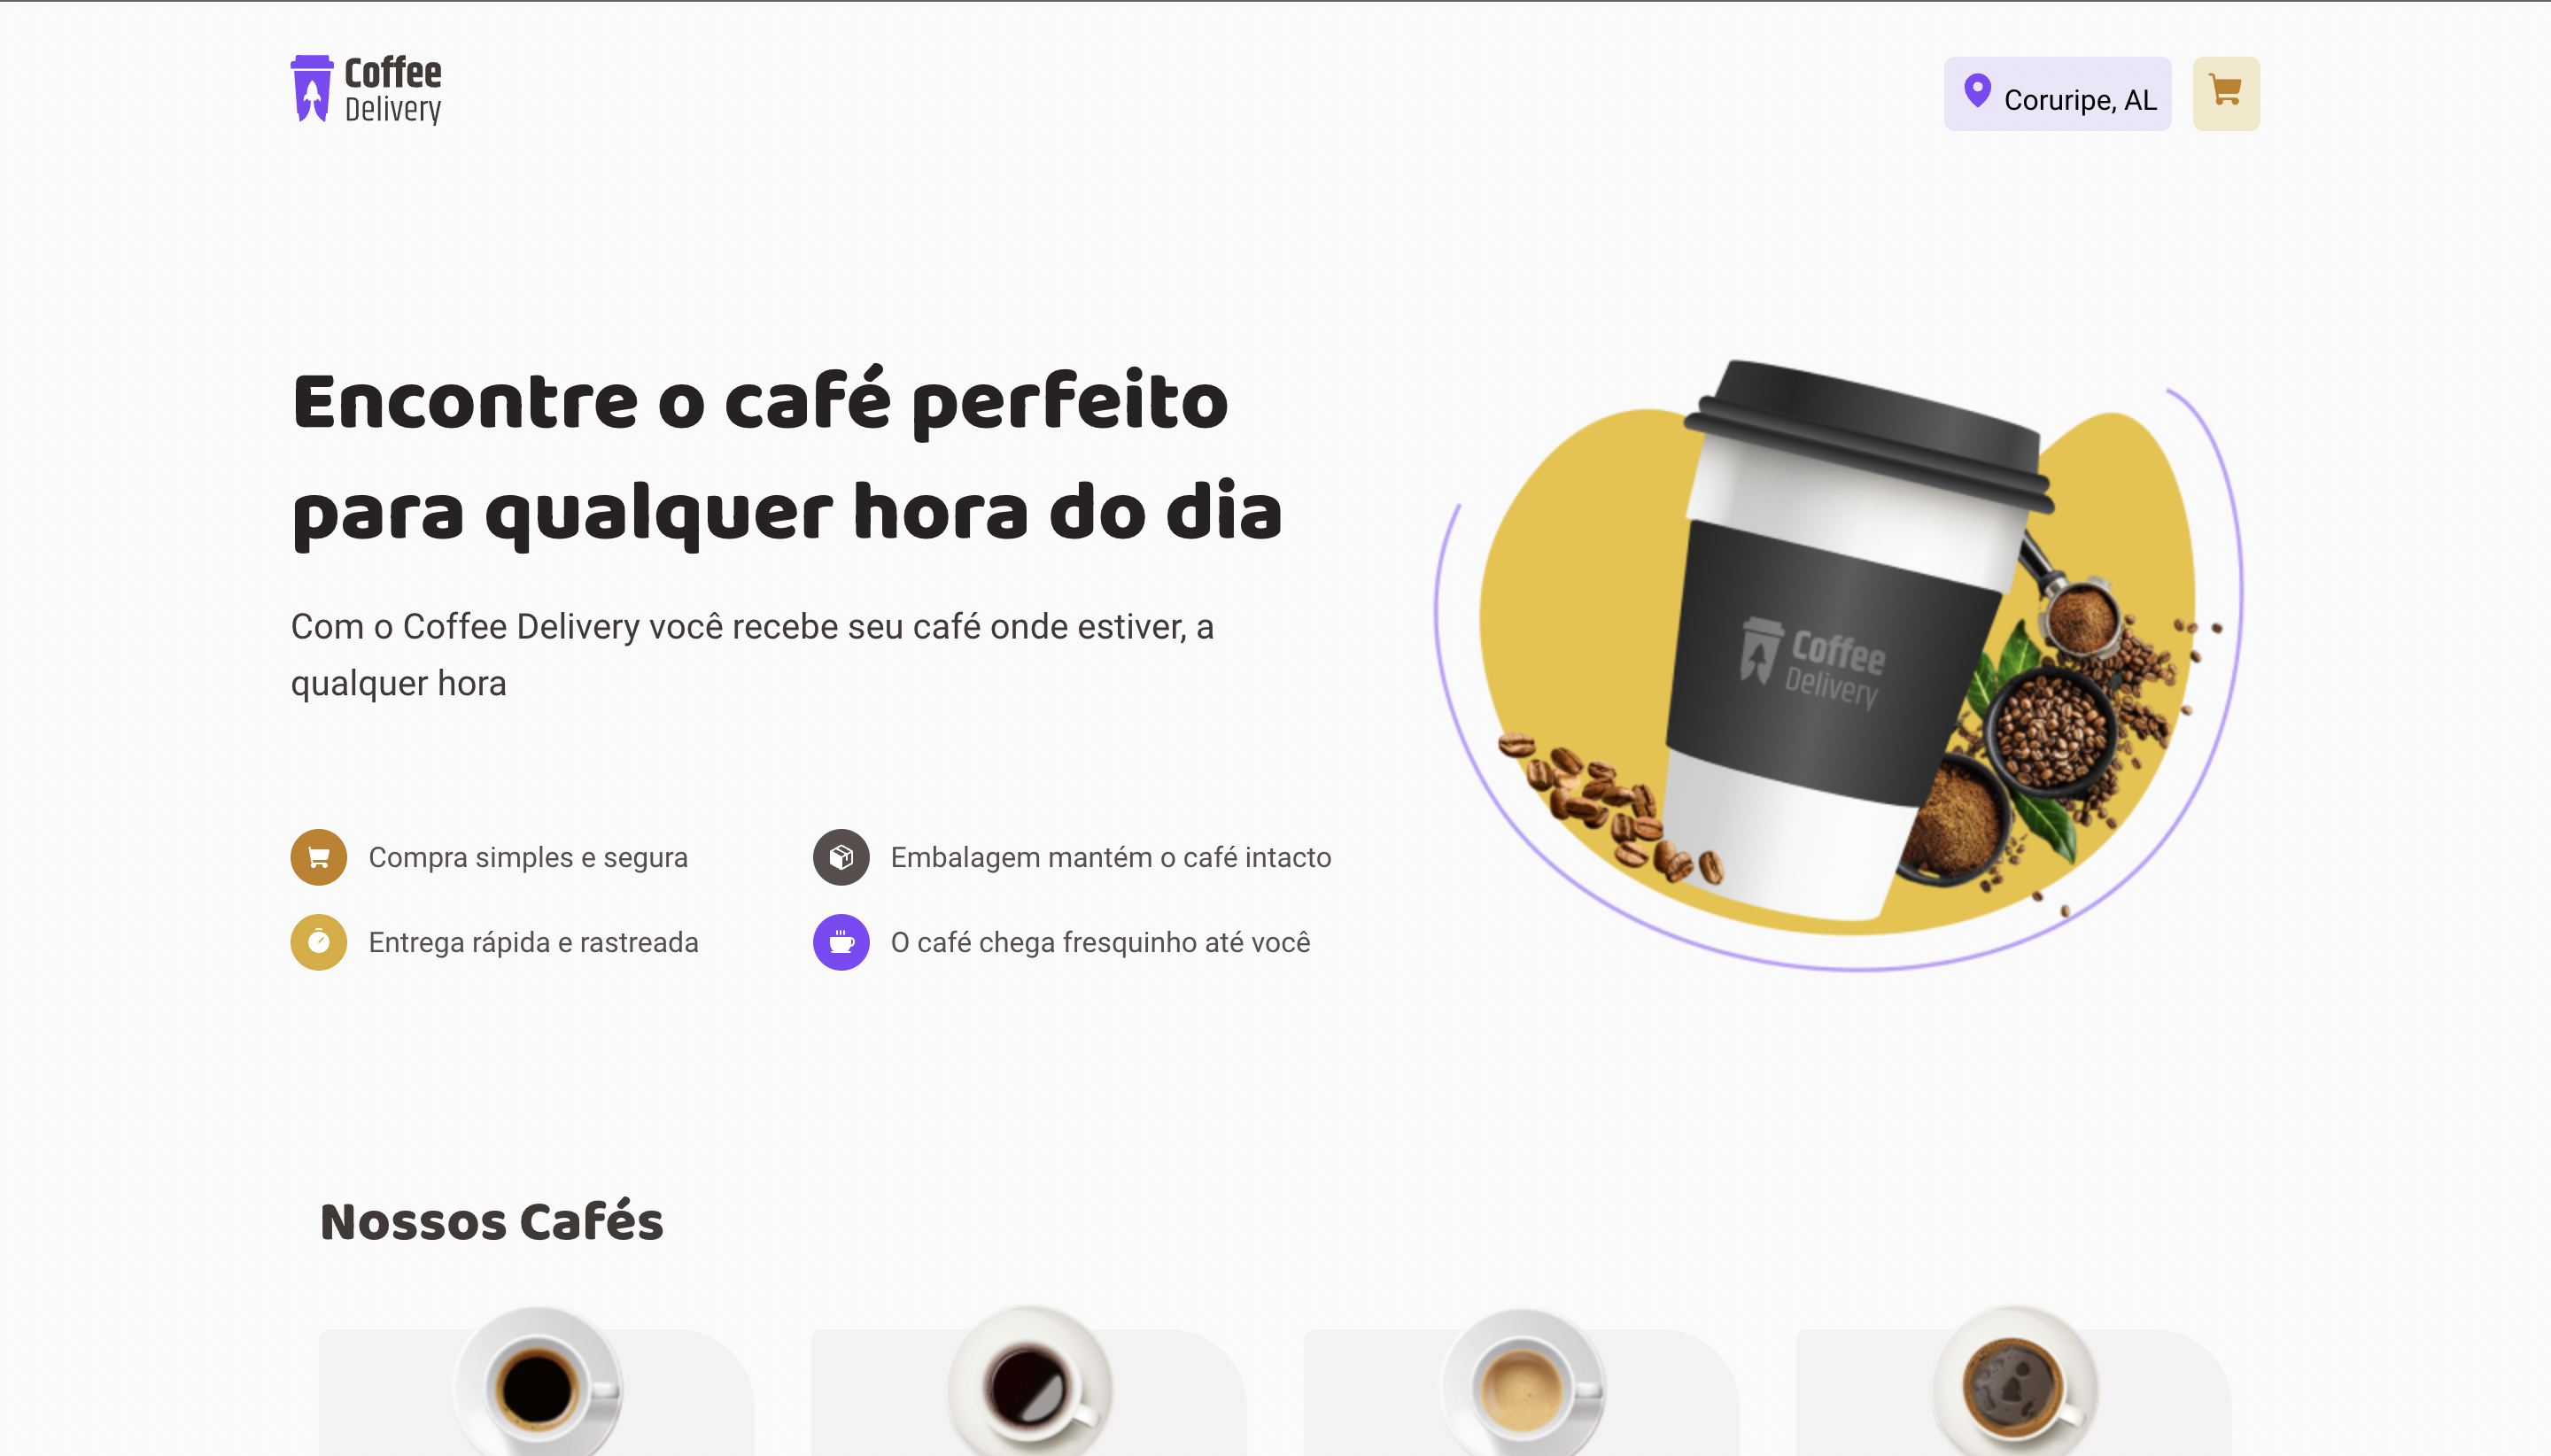 Coffee
Delivery
Coruripe, AL
Encontre o café perfeito
para qualquer hora do dia
Com o Coffee Delivery você recebe seu café onde estiver, a
qualquer hora
Coffee
Delivery
Compra simples e segura
Embalagem mantém o café intacto
Entrega rápida e rastreada
O café chega fresquinho até você
Nossos Cafés